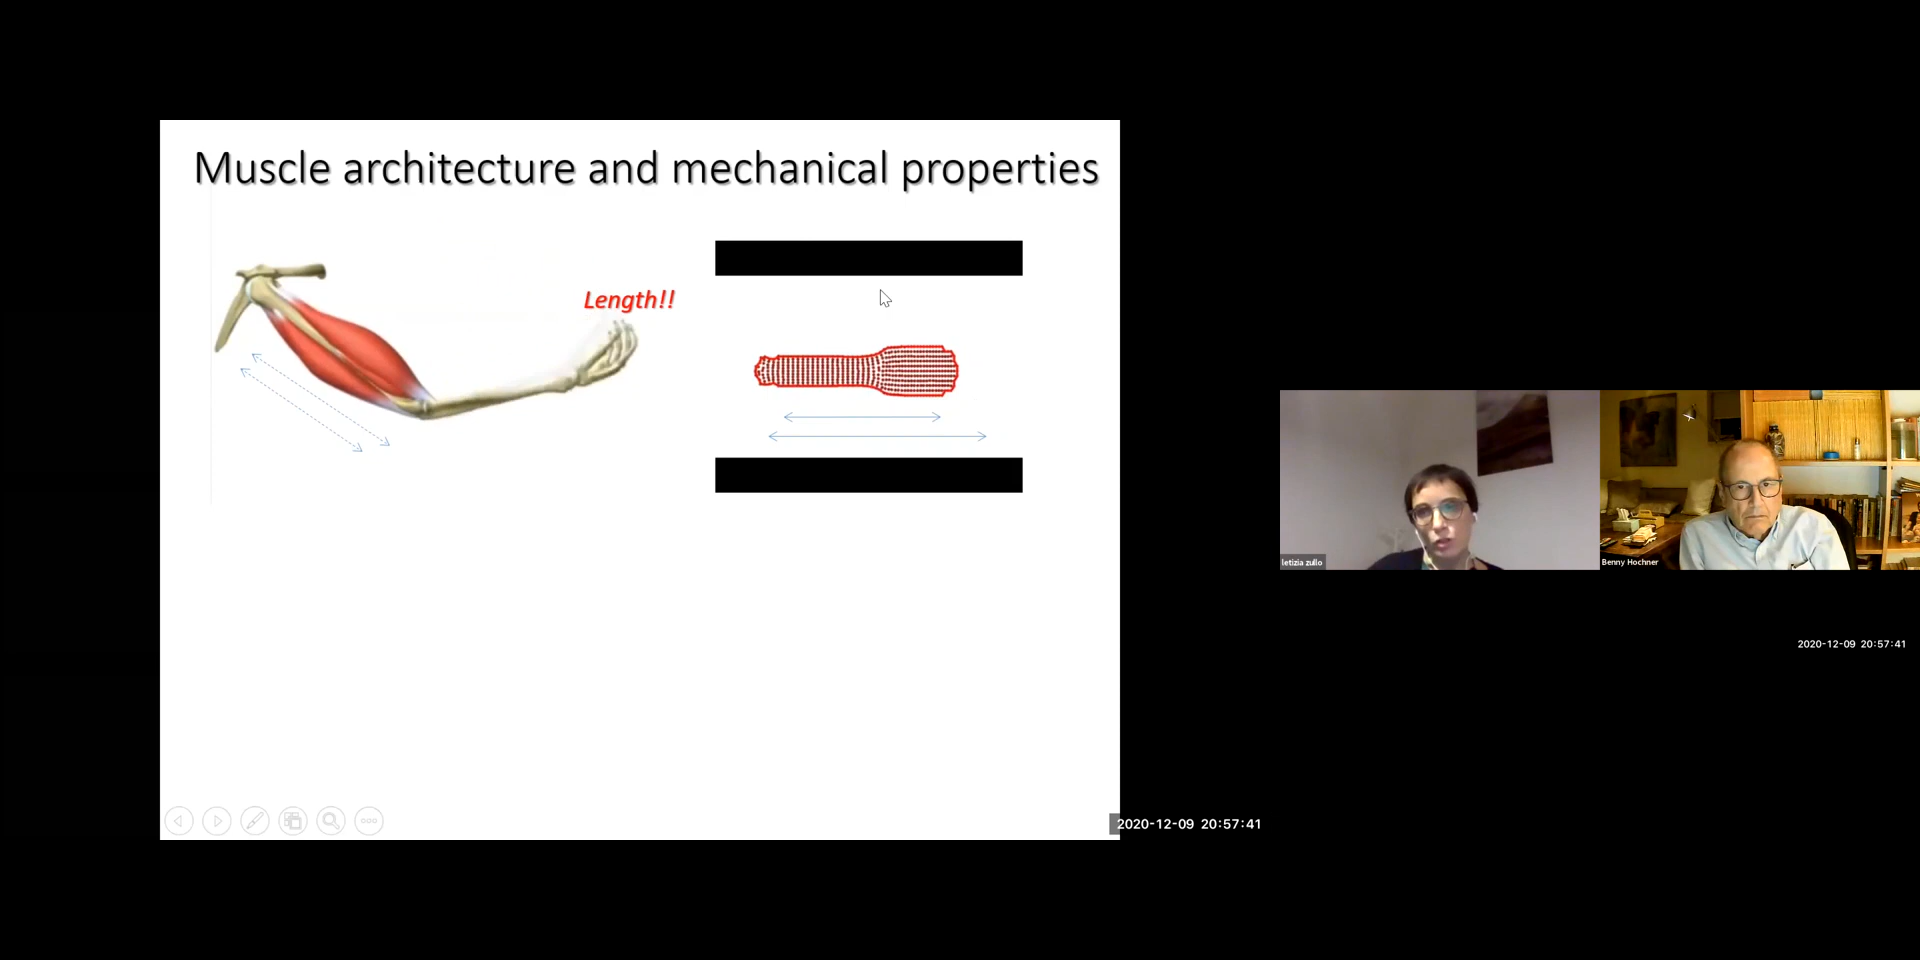 Muscle architecture and mechanical properties
Length!!
letizia zullo
Benny Hochner
2020-12-09 20:57:41
2020-12-09 20:57:41